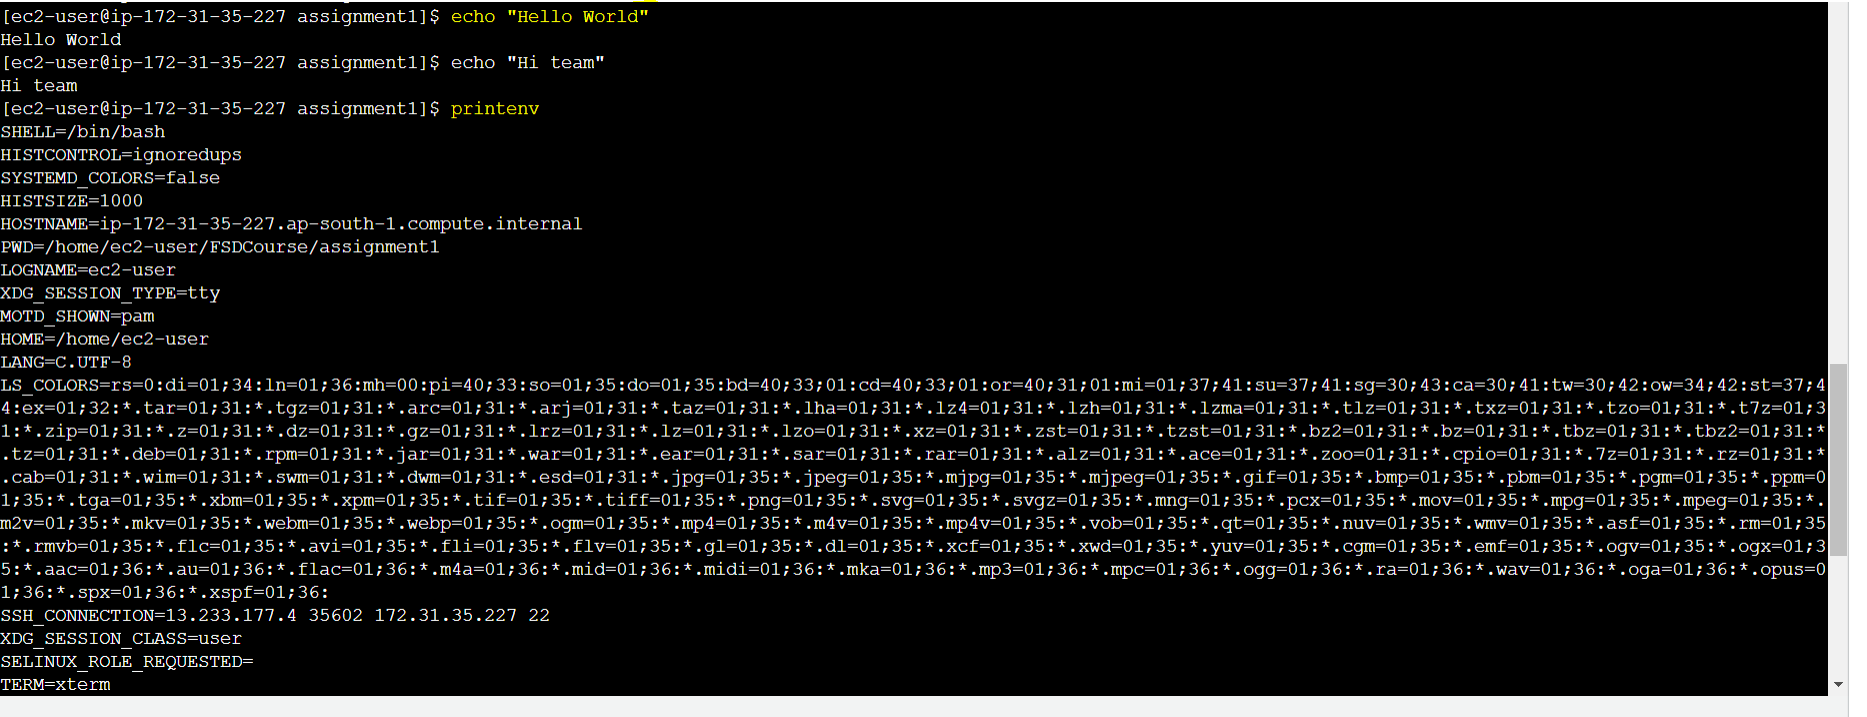 [ec2-user@ip-172-31-35-227 assignment1]$ echo "Hello World"
Hello World
[ec2-user@ip-172-31-35-227 assignment1]$ echo "Hi team"
Hi team
[ec2-user@ip-172-31-35-227 assignment1]$ printenv
SHELL=/bin/bash
HISTCONTROL=ignoredups
SYSTEMD_COLORS=false
HISTSIZE=1000
HOSTNAME=ip-172-31-35-227.ap-south-1.compute.internal
PWD=/home/ec2-user/FSDCourse/assignment1
LOGNAME=ec2-user
XDG_SESSION_TYPE=tty
MOTD_SHOWN=pam
HOME=/home/ec2-user
LANG=C.UTF-8
LS_COLORS=rs=0:di=01;34:ln=01;36:mh=00:pi=40;33:so=01;35:do=01;35:bd=40;33;01:cd=40;33;01:or=40;31;01:mi=01;37;41:su=37;41:sg=30;43:ca=30;41:tw=30;42:ow=34;42:st=37;4
4:ex=01;32:*.tar=01;31:*.tgz=01;31:*.arc=01;31:*.arj=01;31:*.taz=01;31:*.lha=01;31:*.lz4=01;31:*.lzh=01;31:*.lzma=01;31:*.tlz=01;31:*.txz=01;31:*.tzo=01;31:*.t7z=01;3
1:*.zip=01;31:*.z=01;31:*.dz=01;31:*.gz=01;31:*.lrz=01;31:*.lz=01;31:*.lzo=01;31:*.xz=01;31:*.zst=01;31:*.tzst=01;31:*.bz2=01;31:*.bz=01;31:*.tbz=01;31:*.tbz2=01;31:*
.tz=01;31:*.deb=01;31:*.rpm=01;31:*.jar=01;31:*.war=01;31:*.ear=01;31:*.sar=01;31:*.rar=01;31:*.alz=01;31:*.ace=01;31:*.zoo=01;31:*.cpio=01;31:*.7z=01;31:*.rz=01;31:*
.cab=01;31:*.wim=01;31:*.swm=01;31:*.dwm=01;31:*.esd=01;31:*.jpg=01;35:*.jpeg=01;35:*.mjpg=01;35:*.mjpeg=01;35:*.gif=01;35:*.bmp=01;35:*.pbm=01;35:*.pgm=01;35:*.ppm=0
1;35:*.tga=01;35:*.xbm=01;35:*.xpm=01;35:*.tif=01;35:*.tiff=01;35:*.png=01;35:*.svg=01;35:*.svgz=01;35:*.mng=01;35:*.pcx=01;35:*.mov=01;35:*.mpg=01;35:*.mpeg=01;35:*.
m2v=01;35:*.mkv=01;35:*.webm=01;35:*.webp=01;35:*.ogm=01;35:*.mp4=01;35:*.m4v=01;35:*.mp4v=01;35:*.vob=01;35:*.qt=01;35:*.nuv=01;35:*.wmv=01;35:*.asf=01;35:*.rm=01;35
:*.rmvb=01;35:*.flc=01;35:*.avi=01;35:*.fli=01;35:*.flv=01;35:*.gl=01;35:*.dl=01;35:*.xcf=01;35:*.xwd=01;35:*.yuv=01;35:*.cgm=01;35:*.emf=01;35:*.ogv=01;35:*.ogx=01;3
5:*.aac=01;36:*.au=01;36:*.flac=01;36:*.m4a=01;36:*.mid=01;36:*.midi=01;36:*.mka=01;36:*.mp3=01;36:*.mpc=01;36:*.ogg=01;36:*.ra=01;36:*.wav=01;36:*.oga=01;36:*.opus=0
1;36:*.spx=01;36:*.xspf=01;36:
SSH_CONNECTION=13.233.177.4 35602 172.31.35.227 22
XDG_SESSION_CLASS=user
SELINUX_ROLE_REQUESTED=
TERM=xterm